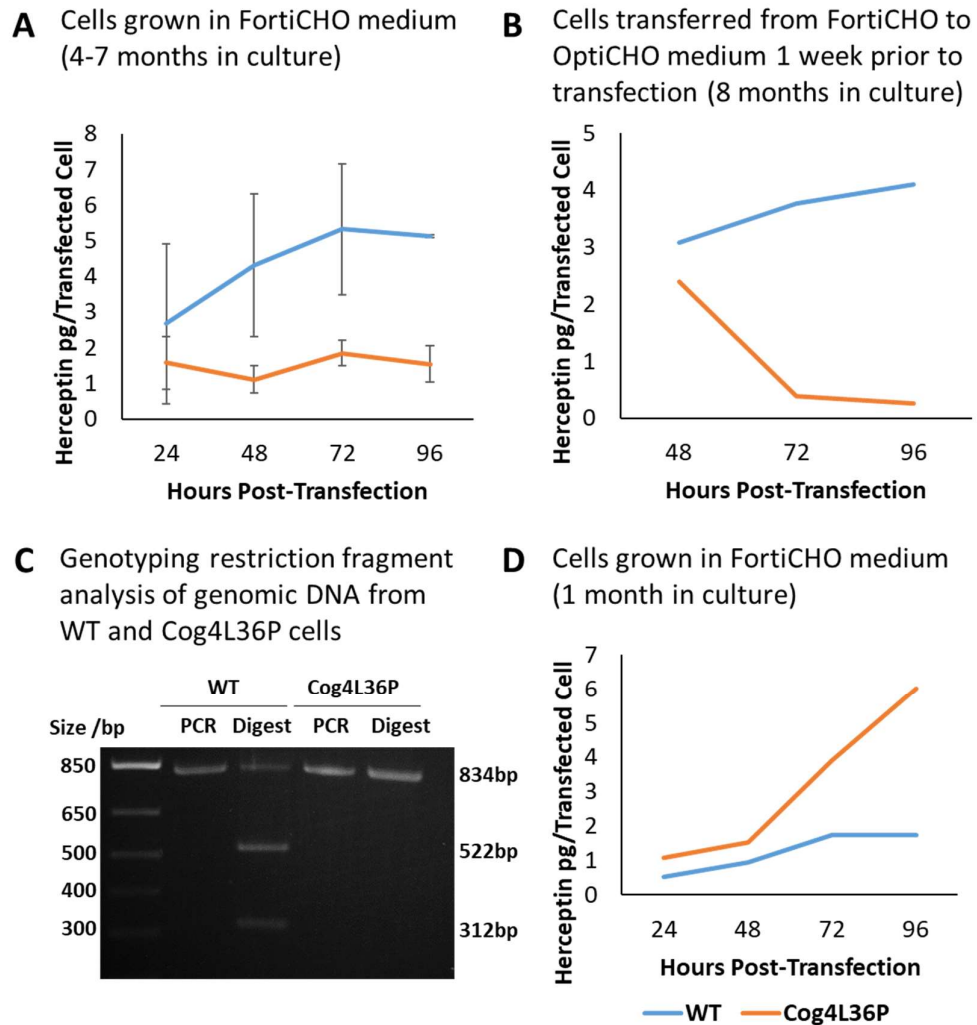 A Cells grown in FortiCHO medium
(4-7 months in culture)
Herceptin pg/Transfected Cell
8
7
6
5
4
3
2
1
0
24 48 72 96
Hours Post-Transfection
B Cells transferred from FortiCHO to
OptiCHO medium 1 week prior to
transfection (8 months in culture)
Herceptin pg/Transfected Cell
5
4
3
2
1
0
48 72 96
Hours Post-Transfection
C Genotyping restriction fragment
analysis of genomic DNA from
WT and Cog4L36P cells
WT Cog4L36P
Size /bp PCR Digest PCR Digest
850 834bp
650
500 522bp
400
300 312bp
D Cells grown in FortiCHO medium
(1 month in culture)
Herceptin pg/Transfected Cell
7
6
5
4
3
2
1
0
24 48 72 96
Hours Post-Transfection
WT Cog4L36P